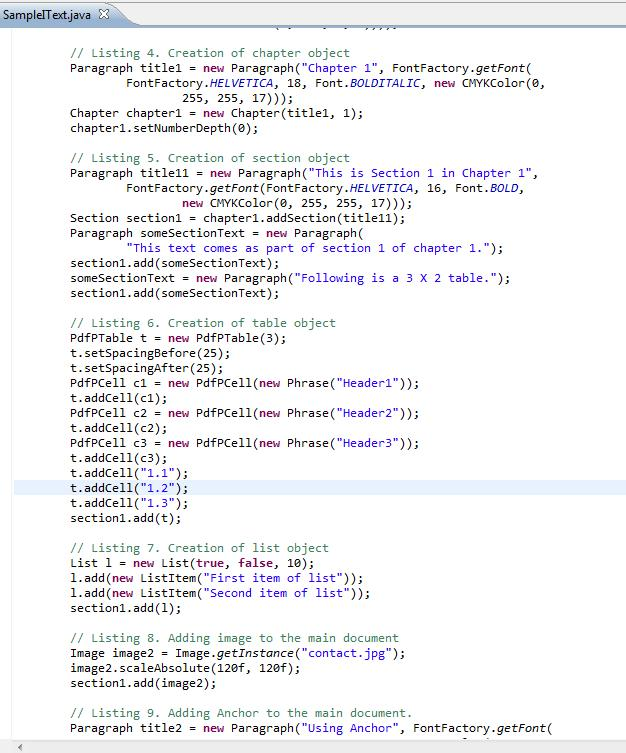 SampleIText.java
// Listing 4. Creation of chapter object
Paragraph title1 = new Paragraph("Chapter 1", FontFactory.getFont(
FontFactory.HELVETICA, 18, Font.BOLDITALIC, new CMYKColor(0,
255, 255, 17)));
Chapter chapter1 = new Chapter(title1, 1);
chapter1.setNumberDepth(0);
// Listing 5. Creation of section object
Paragraph title11 = new Paragraph("This is Section 1 in Chapter 1",
FontFactory.getFont(FontFactory.HELVETICA, 16, Font.BOLD,
new CMYKColor(0, 255, 255, 17)));
Section section1 = chapter1.addSection(title11);
Paragraph someSectionText = new Paragraph(
"This text comes as part of section 1 of chapter 1.");
section1.add(someSectionText);
someSectionText = new Paragraph("Following is a 3 X 2 table.");
section1.add(someSectionText);
// Listing 6. Creation of table object
PdfPTable t = new PdfPTable(3);
t.setSpacingBefore(25);
t.setSpacingAfter(25);
PdfPCell c1 = new PdfPCell(new Phrase("Header1"));
t.addCell(c1);
PdfPCell c2 = new PdfPCell(new Phrase("Header2"));
t.addCell(c2);
PdfPCell c3 = new PdfPCell(new Phrase("Header3"));
t.addCell(c3);
t.addCell("1.1");
t.addCell("1.2");
t.addCell("1.3");
section1.add(t);
// Listing 7. Creation of list object
List l = new List(true, false, 10);
l.add(new ListItem("First item of list"));
l.add(new ListItem("Second item of list"));
section1.add(l);
// Listing 8. Adding image to the main document
Image image2 = Image.getInstance("contact.jpg");
image2.scaleAbsolute(120f, 120f);
section1.add(image2);
// Listing 9. Adding Anchor to the main document.
Paragraph title2 = new Paragraph("Using Anchor", FontFactory.getFont(